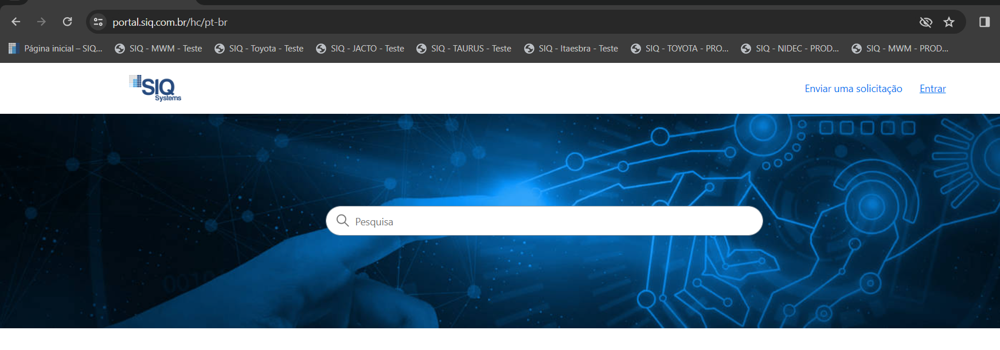 portal.siq.com.br/hc/pt-br
Página inicial – SIQ... SIQ - MWM - Teste SIQ - Toyota - Teste SIQ - JACTO - Teste SIQ - TAURUS - Teste SIQ - Itaesbra - Teste SIQ - TOYOTA - PRO... SIQ - NIDEC - PROD... SIQ - MWM - PROD...
SIQ
Systems
Enviar uma solicitação Entrar
Pesquisa